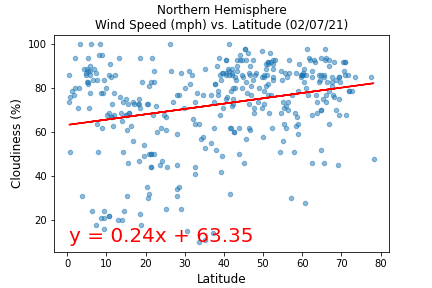 Northern Hemisphere
Wind Speed (mph) vs. Latitude (02/07/21)
100
80
60
40
20
Cloudiness (%)
y = 0.24x + 63.35
0 10 20 30 40 50 60 70 80
Latitude